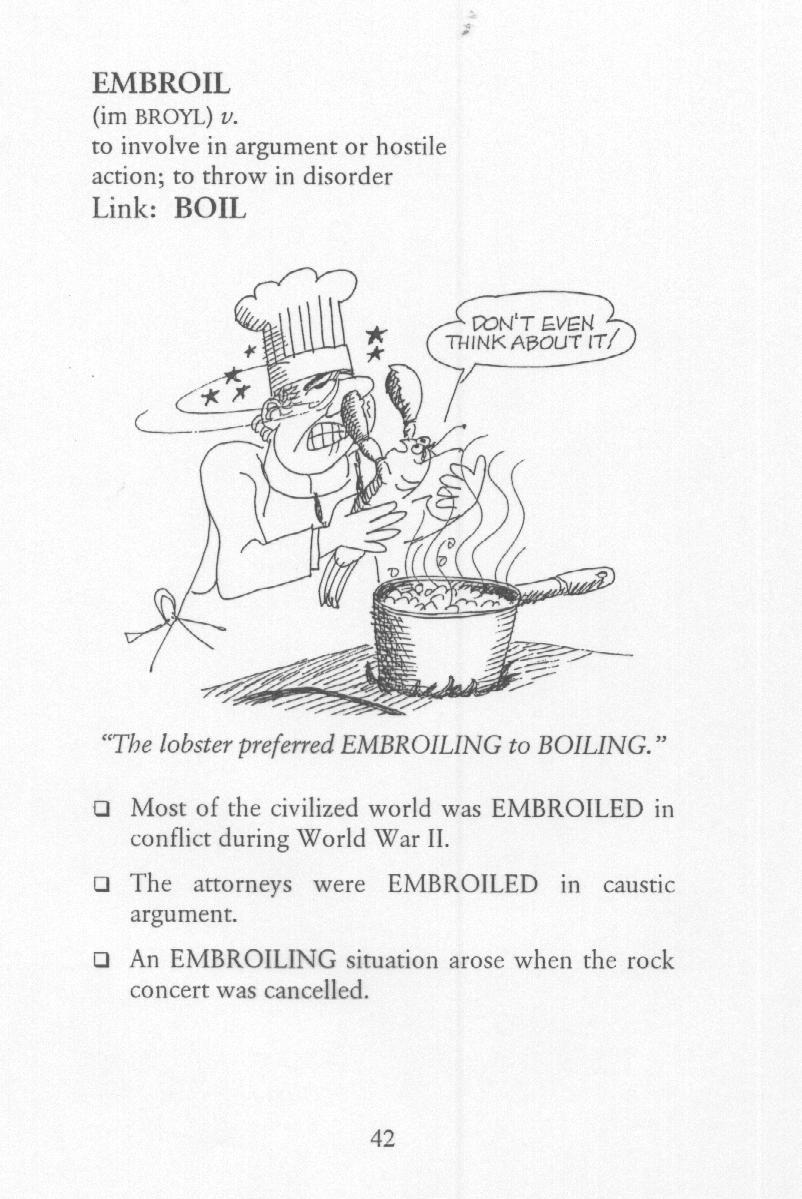 EMBROIL
(im BROYL) v.
to involve in argument or hostile
action; to throw in disorder
Link: BOIL
DON'T EVEN
THINK ABOUT IT!
"The lobster preferred EMBROILING to BOILING."
❑ Most of the civilized world was EMBROILED in
conflict during World War II.
❑ The attorneys were EMBROILED in caustic
argument.
❑ An EMBROILING situation arose when the rock
concert was cancelled.
42